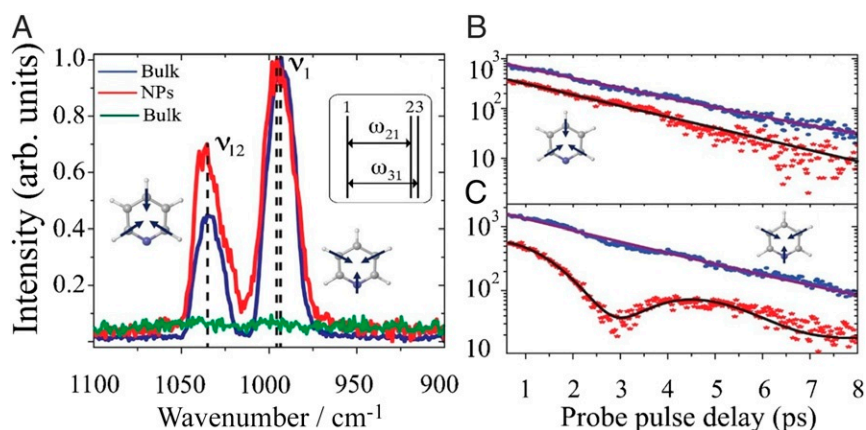 A
Intensity (arb. units)
1.0
0.8
0.6
0.4
0.2
Bulk
NPs
Bulk
ν12
ν1
1 23
ω21
ω31
1100 1050 1000 950 900
Wavenumber / cm-1
B
10³
10²
10
C
10³
10²
10
1 2 3 4 5 6 7 8
Probe pulse delay (ps)